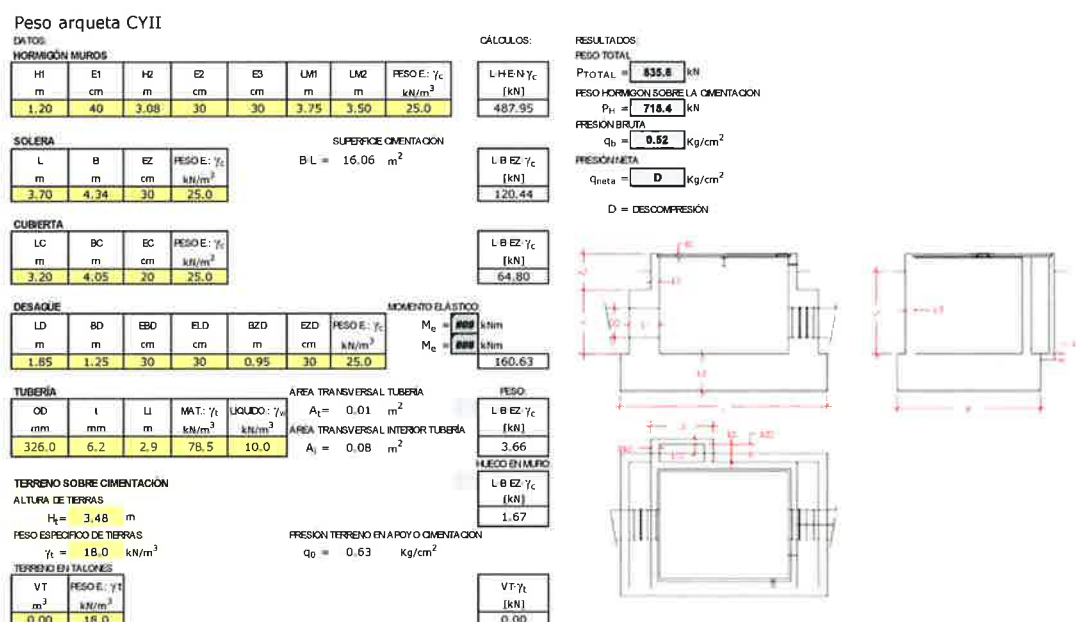 Peso arqueta CYII
DATOS: CÁLCULOS: RESULTADOS:
HORMIGÓN MUROS PESO TOTAL
H1 E1 H2 E2 E3 LM1 LM2 PESO E.: γc L·H·E·N·γc
m cm m cm cm m m kN/m³ [kN]
1.20 40 3.08 30 30 3.75 3.50 25.0 487.95
PTOTAL = 835.8 kN
PESO HORMIGON SOBRE LA CIMENTACION
PH = 715.4 kN
PRESION BRUTA
qb = 0.52 Kg/cm²
PRESIÓN NETA
qneta = D Kg/cm²
D = DESCOMPRESIÓN
SOLERA SUPERFICIE CIMENTACION
L B EZ PESO E.: γc B·L = 16.06 m² L·B·EZ·γc
m m cm kN/m³ [kN]
3.70 4.34 30 25.0 120.44
CUBIERTA
LC BC EC PESO E.: γc L·B·EZ·γc
m m cm kN/m³ [kN]
3.20 4.05 20 25.0 64.80
DESAGÜE MOMENTO ELÁSTICO:
LD BD EBD ELD BZD EZD PESO E.: γc Me = ### kNm
m m cm cm m cm kN/m³ Me = ### kNm
1.85 1.25 30 30 0.95 30 25.0 160.63
TUBERÍA ÁREA TRANSVERSAL TUBERÍA PESO:
OD t Lt MAT.: γt LIQUIDO.: γw At= 0.01 m² L·B·EZ·γc
mm mm m kN/m³ kN/m³ ÁREA TRANSVERSAL INTERIOR TUBERÍA [kN]
326.0 6.2 2.9 78.5 10.0 Ai = 0.08 m² 3.66
HUECO EN MURO
L·B·EZ·γc
[kN]
1.67
TERRENO SOBRE CIMENTACIÓN
ALTURA DE TIERRAS
Ht= 3.48 m
PESO ESPECIFICO DE TIERRAS PRESION TERRENO EN APOYO CIMENTACION
γt = 18.0 kN/m³ q0 = 0.63 Kg/cm²
TERRENO EN TALONES
VT PESO E.: γt VT·γt
m³ kN/m³ [kN]
0.00 18.0 0.00